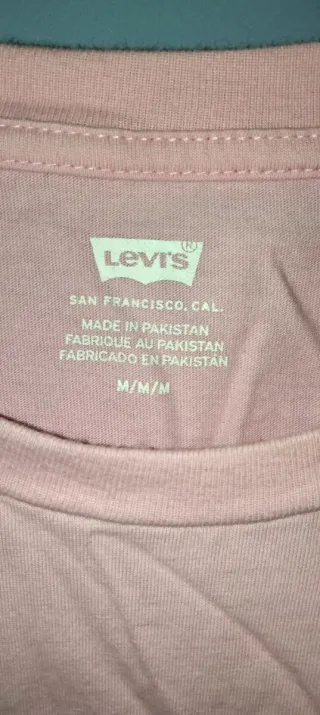 Levi's
®
SAN FRANCISCO, CAL.
MADE IN PAKISTAN
FABRIQUE AU PAKISTAN
FABRICADO EN PAKISTÁN
M/M/M